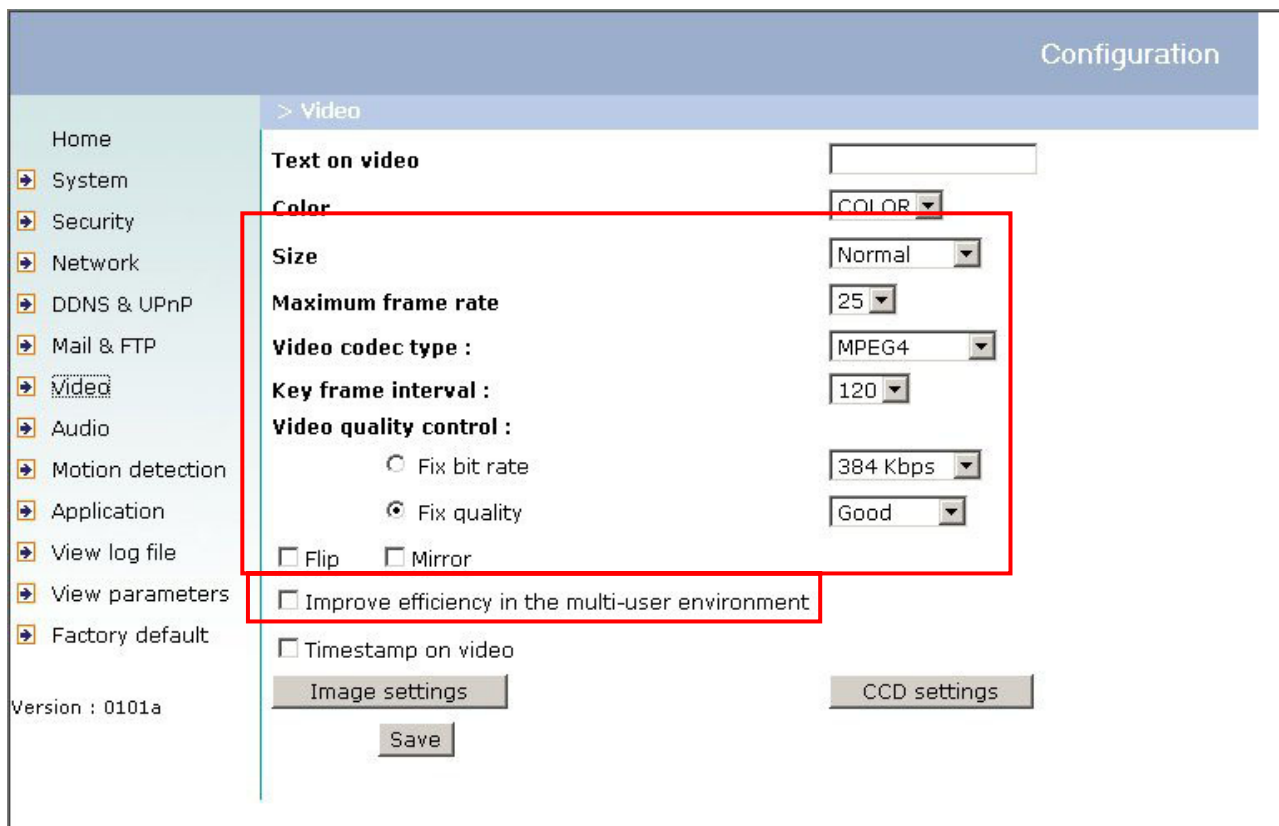 Configuration
> Video
Home
System
Security
Network
DDNS & UPnP
Mail & FTP
Video
Audio
Motion detection
Application
View log file
View parameters
Factory default
Version : 0101a
Text on video
Color COLOR
Size Normal
Maximum frame rate 25
Video codec type : MPEG4
Key frame interval : 120
Video quality control :
Fix bit rate 384 Kbps
Fix quality Good
Flip Mirror
Improve efficiency in the multi-user environment
Timestamp on video
Image settings CCD settings
Save